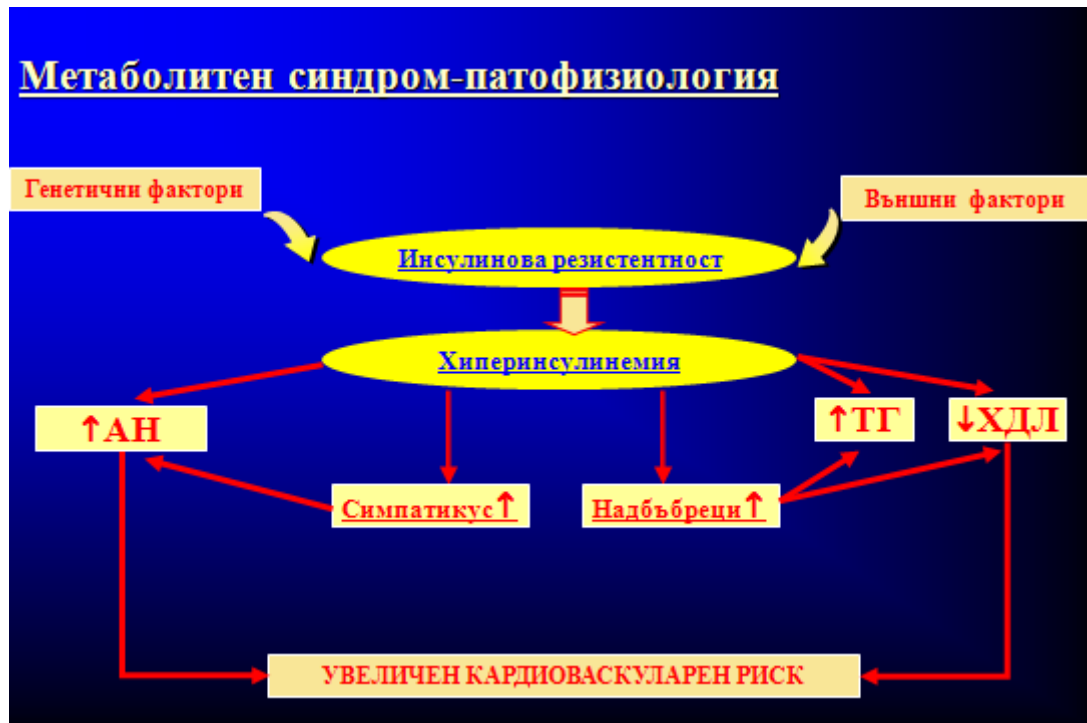 Метаболитен синдром-патофизиология
Генетични фактори
Външни фактори
Инсулинова резистентност
Хиперинсулинемия
↑АН
↑ТГ
↓ХДЛ
Симпатикус↑
Надбъбреци↑
УВЕЛИЧЕН КАРДИОВАСКУЛАРЕН РИСК